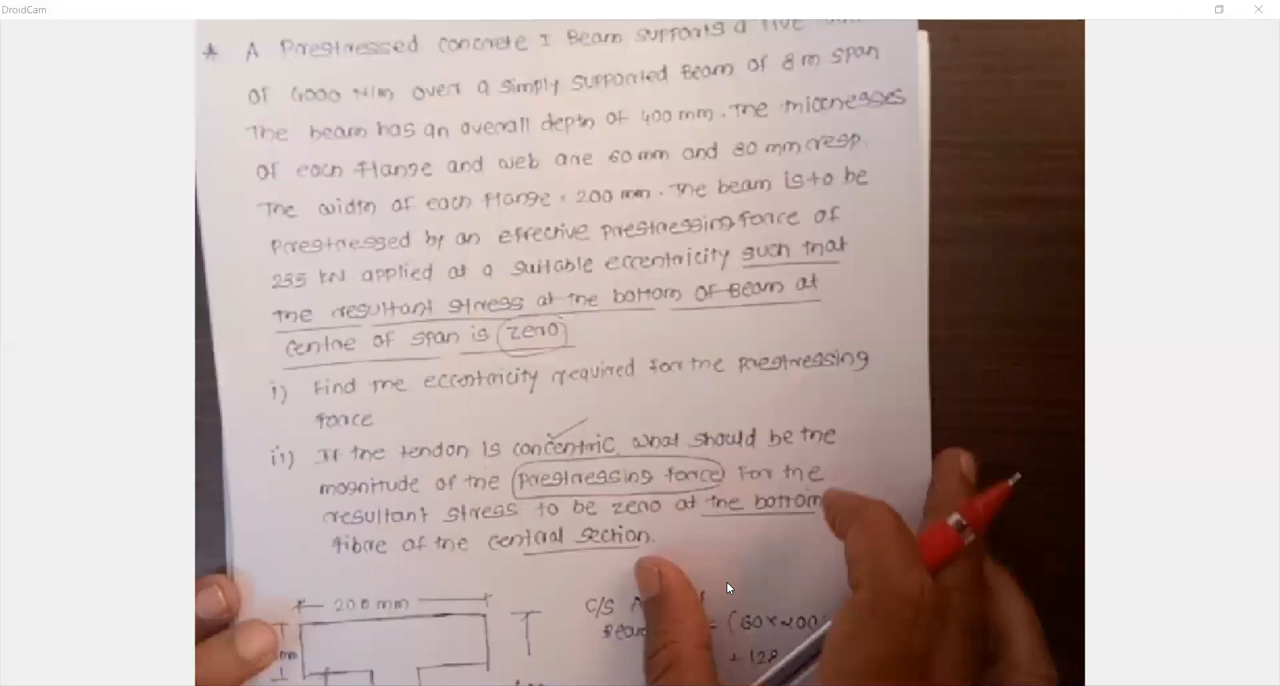 DroidCam
* A Prestressed concrete I Beam supports a live
of 4000 N/m over a simply supported Beam of 8 m span
The beam has an overall depth of 400 mm. The thicknesses
of each flange and web are 60 mm and 80 mm resp.
The width of each flange = 200 mm. The beam is to be
prestressed by an effective prestressing force of
235 kN applied at a suitable eccentricity such that
the resultant stress at the bottom of Beam at
Centre of span is zero
i) Find the eccentricity required for the prestressing
force
ii) If the tendon is concentric what should be the
magnitude of the prestressing force for the
resultant stress to be zero at the bottom
fibre of the central section.
200 mm
C/S
mm
= (60×200
+ 128